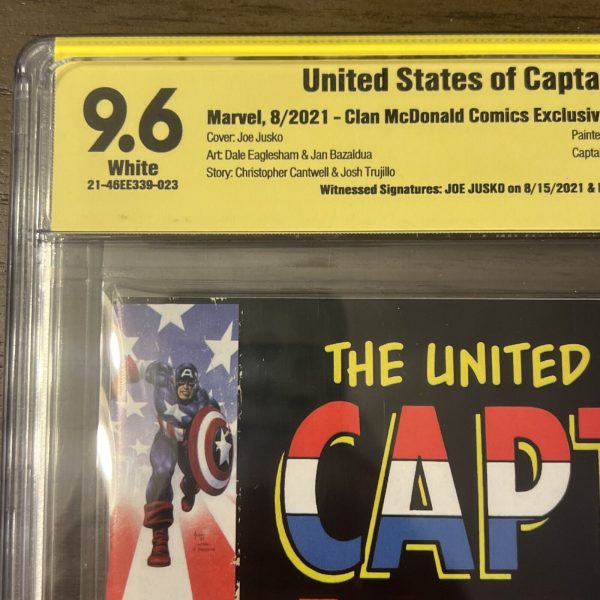 United States of Capta
9.6
Marvel, 8/2021 - Clan McDonald Comics Exclusiv
Cover: Joe Jusko
Painte
White
Art: Dale Eaglesham & Jan Bazaldua
Capta
21-46EE339-023
Story: Christopher Cantwell & Josh Trujillo
Witnessed Signatures: JOE JUSKO on 8/15/2021 &
THE UNITED
CAPT